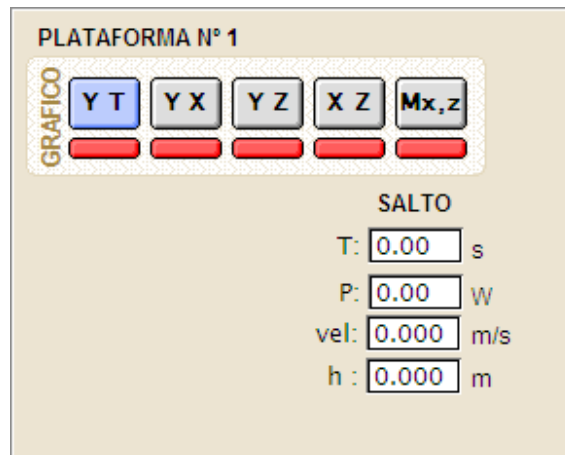 PLATAFORMA Nº 1
GRAFICO
Y T Y X Y Z X Z Mx,z
SALTO
T: 0.00 s
P: 0.00 W
vel: 0.000 m/s
h : 0.000 m